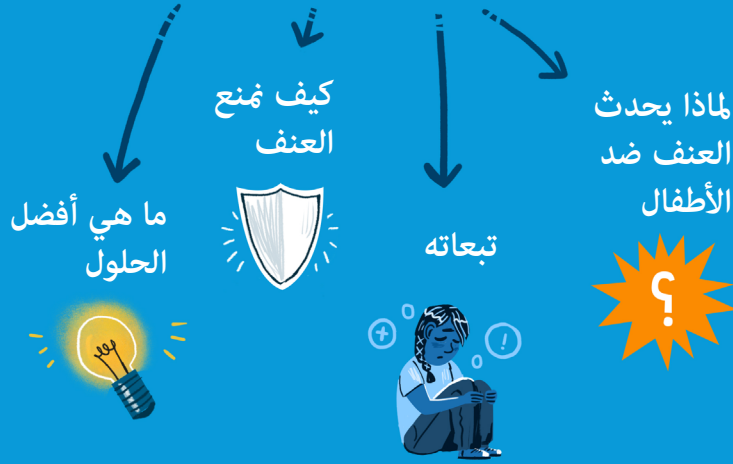 لماذا يحدث
العنف ضد
الأطفال
؟
تبعاته
!
كيف نمنع
العنف
ما هي أفضل
الحلول